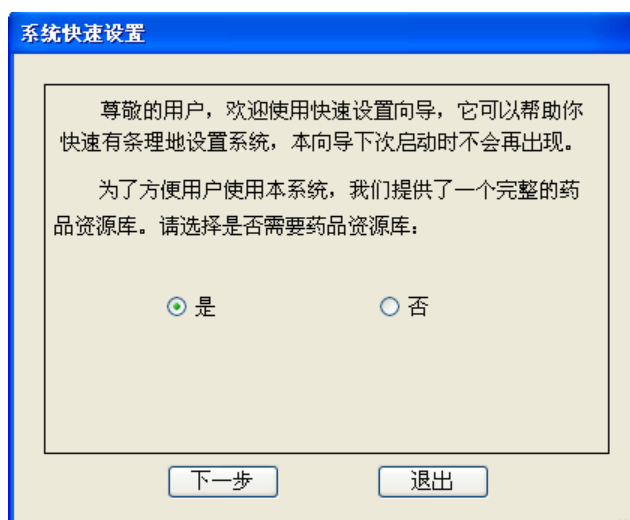 系统快速设置
尊敬的用户，欢迎使用快速设置向导，它可以帮助你
快速有条理地设置系统，本向导下次启动时不会再出现。
为了方便用户使用本系统，我们提供了一个完整的药
品资源库。请选择是否需要药品资源库：
是 否
下一步 退出